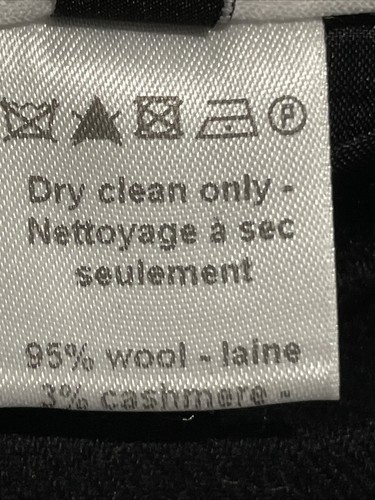 P
Dry clean only -
Nettoyage à sec
seulement
95% wool - laine
3% cashmere -